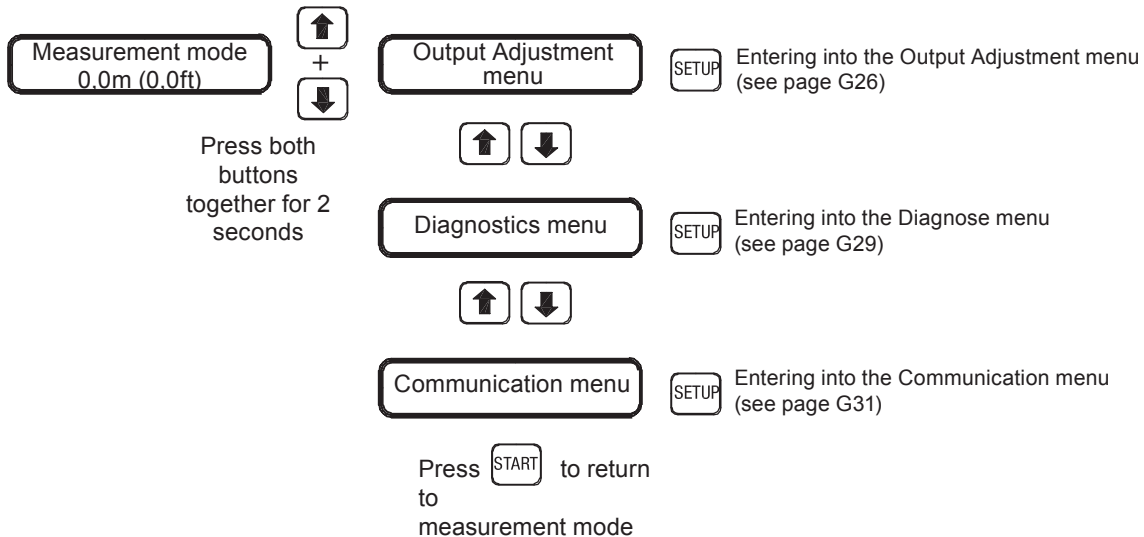 Measurement mode
0,0m (0,0ft)
+
Press both
buttons
together for 2
seconds
Output Adjustment
menu
SETUP
Entering into the Output Adjustment menu
(see page G26)
Diagnostics menu
SETUP
Entering into the Diagnose menu
(see page G29)
Communication menu
SETUP
Entering into the Communication menu
(see page G31)
Press START to return
to
measurement mode